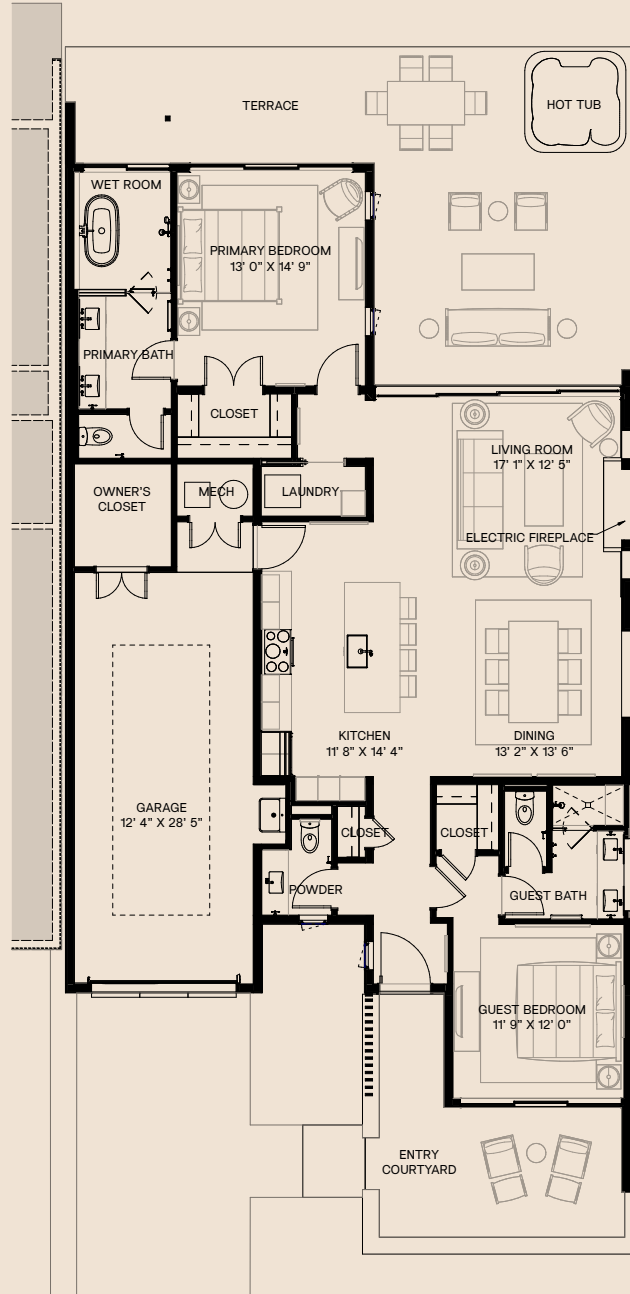 TERRACE
HOT TUB
WET ROOM
PRIMARY BEDROOM
13' 0" X 14' 9"
PRIMARY BATH
CLOSET
LIVING ROOM
17' 1" X 12' 5"
OWNER'S
CLOSET
MECH
LAUNDRY
ELECTRIC FIREPLACE
KITCHEN
11' 8" X 14' 4"
DINING
13' 2" X 13' 6"
GARAGE
12' 4" X 28' 5"
CLOSET
CLOSET
POWDER
GUEST BATH
GUEST BEDROOM
11' 9" X 12' 0"
ENTRY
COURTYARD